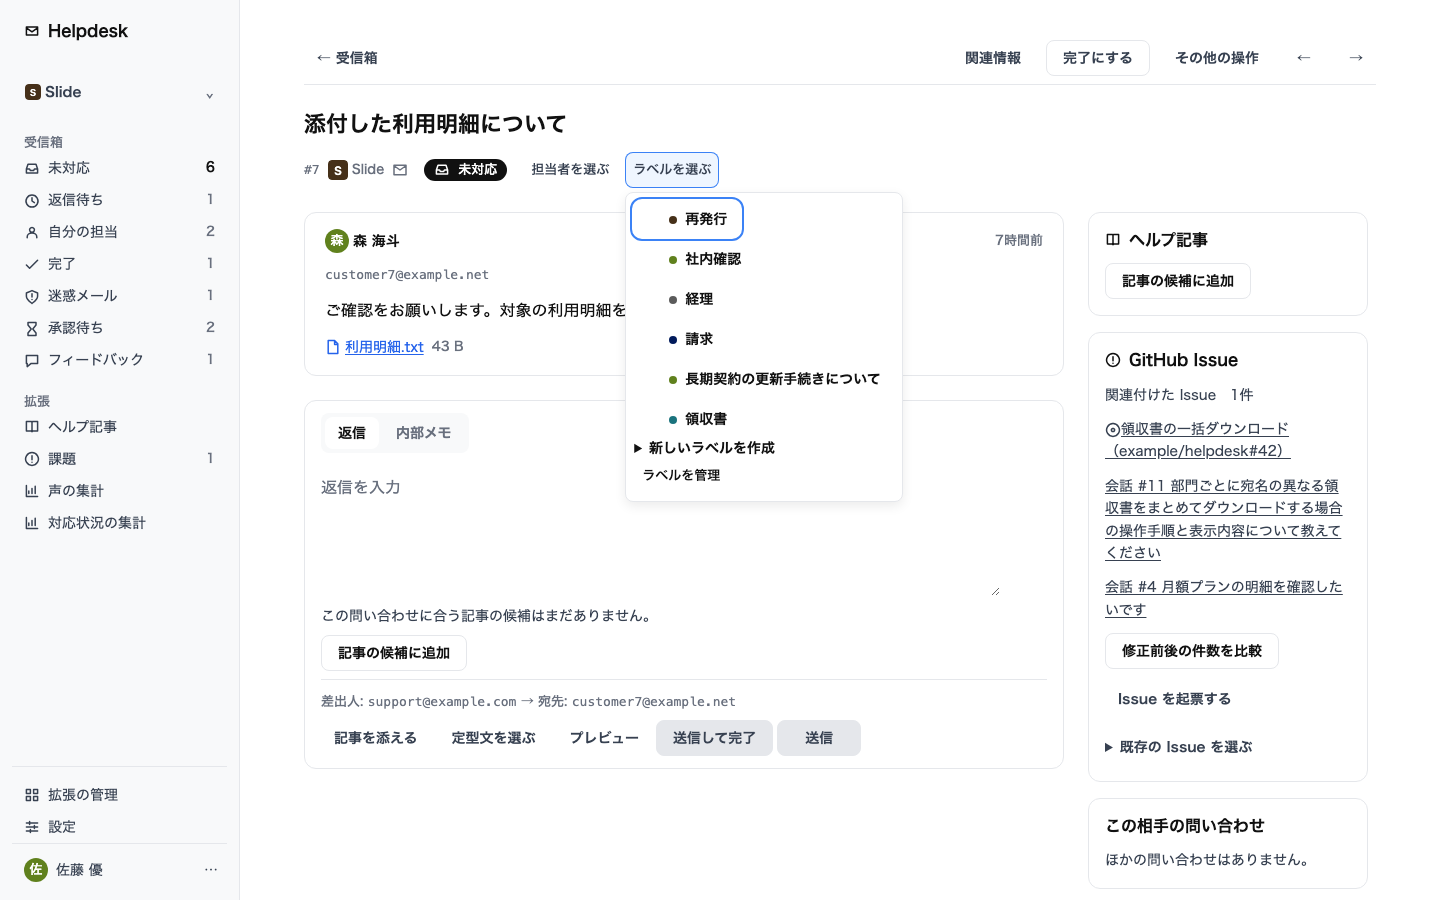 Helpdesk
S Slide
受信箱
未対応 6
返信待ち 1
自分の担当 2
完了 1
迷惑メール 1
承認待ち 2
フィードバック 1
拡張
ヘルプ記事
課題 1
声の集計
対応状況の集計
拡張の管理
設定
佐 佐藤 優 …
← 受信箱
関連情報
完了にする
その他の操作
←
→
添付した利用明細について
#7 S Slide 未対応 担当者を選ぶ ラベルを選ぶ
再発行
社内確認
経理
請求
長期契約の更新手続きについて
領収書
▶ 新しいラベルを作成
ラベルを管理
森 森 海斗 7時間前
customer7@example.net
ご確認をお願いします。対象の利用明細を
利用明細.txt 43 B
返信 内部メモ
返信を入力
この問い合わせに合う記事の候補はまだありません。
記事の候補に追加
差出人: support@example.com → 宛先: customer7@example.net
記事を添える 定型文を選ぶ プレビュー 送信して完了 送信
ヘルプ記事
記事の候補に追加
GitHub Issue
関連付けた Issue 1件
領収書の一括ダウンロード
（example/helpdesk#42）
会話 #11 部門ごとに宛名の異なる領
収書をまとめてダウンロードする場合
の操作手順と表示内容について教えて
ください
会話 #4 月額プランの明細を確認した
いです
修正前後の件数を比較
Issue を起票する
▶ 既存の Issue を選ぶ
この相手の問い合わせ
ほかの問い合わせはありません。